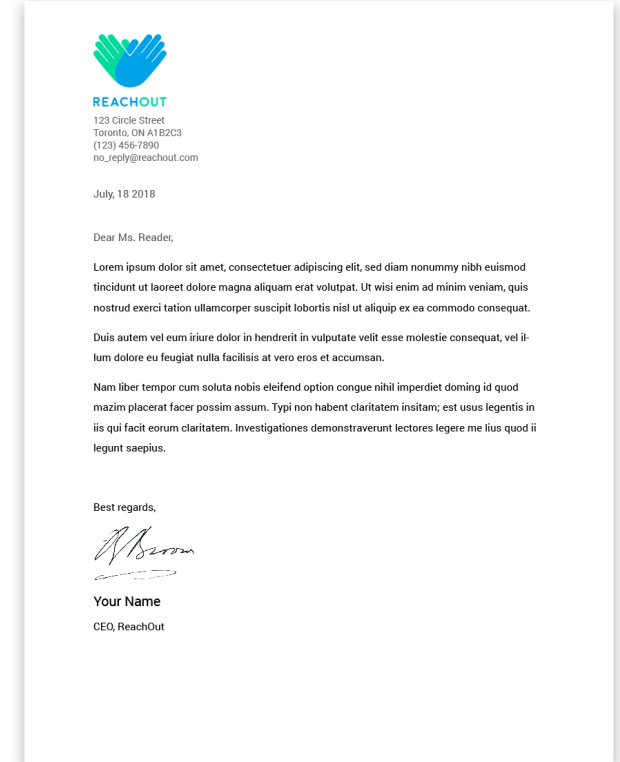 REACHOUT
123 Circle Street
Toronto, ON A1B2C3
(123) 456-7890
no_reply@reachout.com
July, 18 2018
Dear Ms. Reader,
Lorem ipsum dolor sit amet, consectetuer adipiscing elit, sed diam nonummy nibh euismod
tincidunt ut laoreet dolore magna aliquam erat volutpat. Ut wisi enim ad minim veniam, quis
nostrud exerci tation ullamcorper suscipit lobortis nisl ut aliquip ex ea commodo consequat.
Duis autem vel eum iriure dolor in hendrerit in vulputate velit esse molestie consequat, vel il-
lum dolore eu feugiat nulla facilisis at vero eros et accumsan.
Nam liber tempor cum soluta nobis eleifend option congue nihil imperdiet doming id quod
mazim placerat facer possim assum. Typi non habent claritatem insitam; est usus legentis in
iis qui facit eorum claritatem. Investigationes demonstraverunt lectores legere me lius quod ii
legunt saepius.
Best regards,
Your Name
CEO, ReachOut